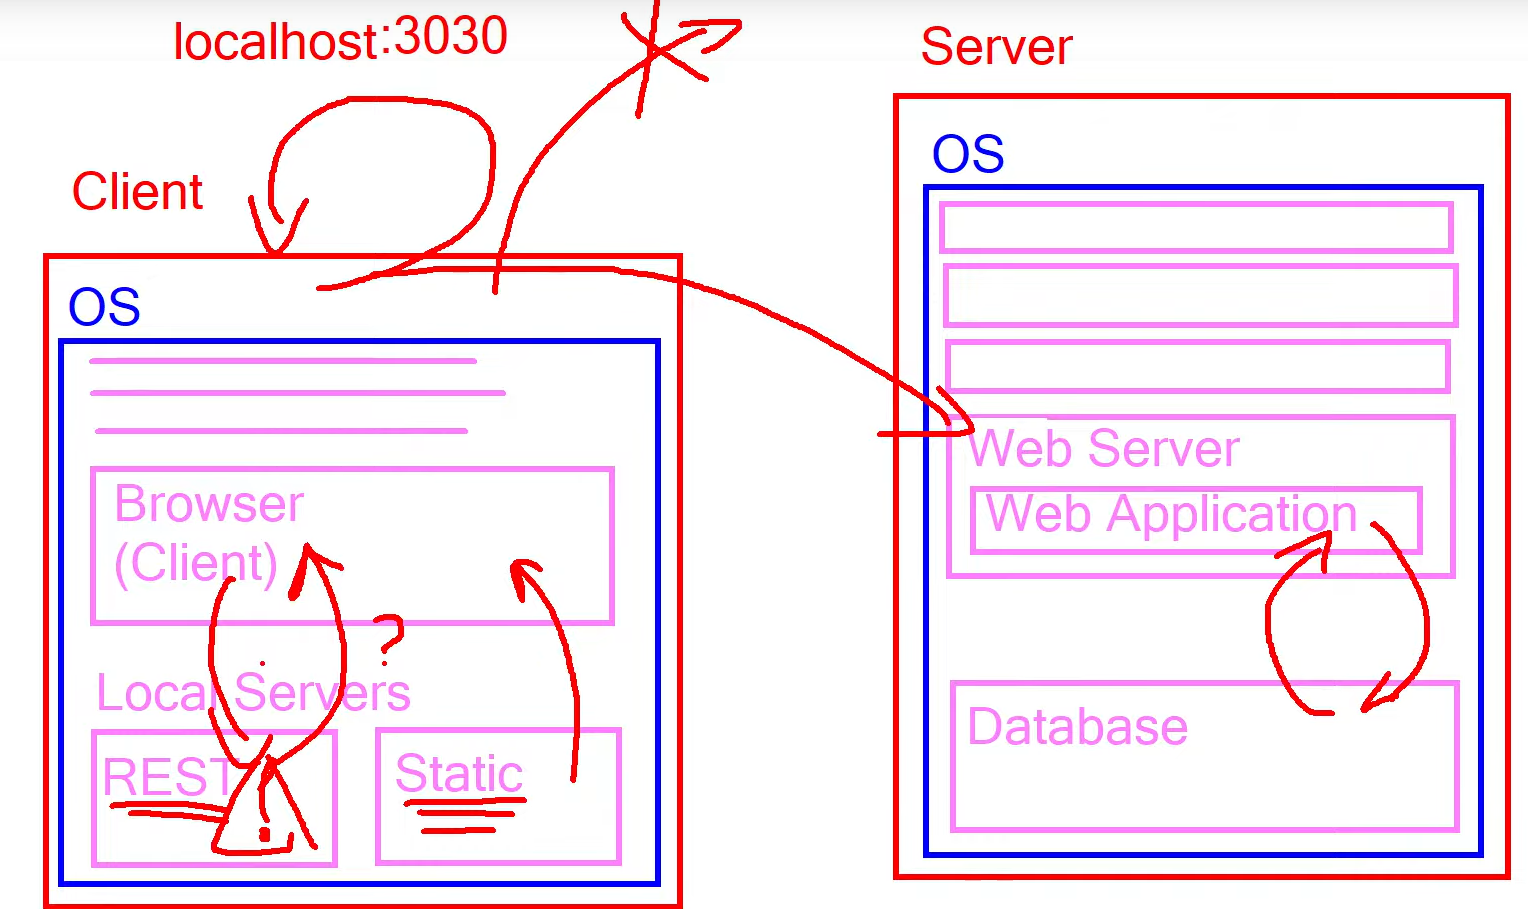 localhost:3030
Client
OS
Browser
(Client)
?
Local Servers
REST
Static
Server
OS
Web Server
Web Application
Database